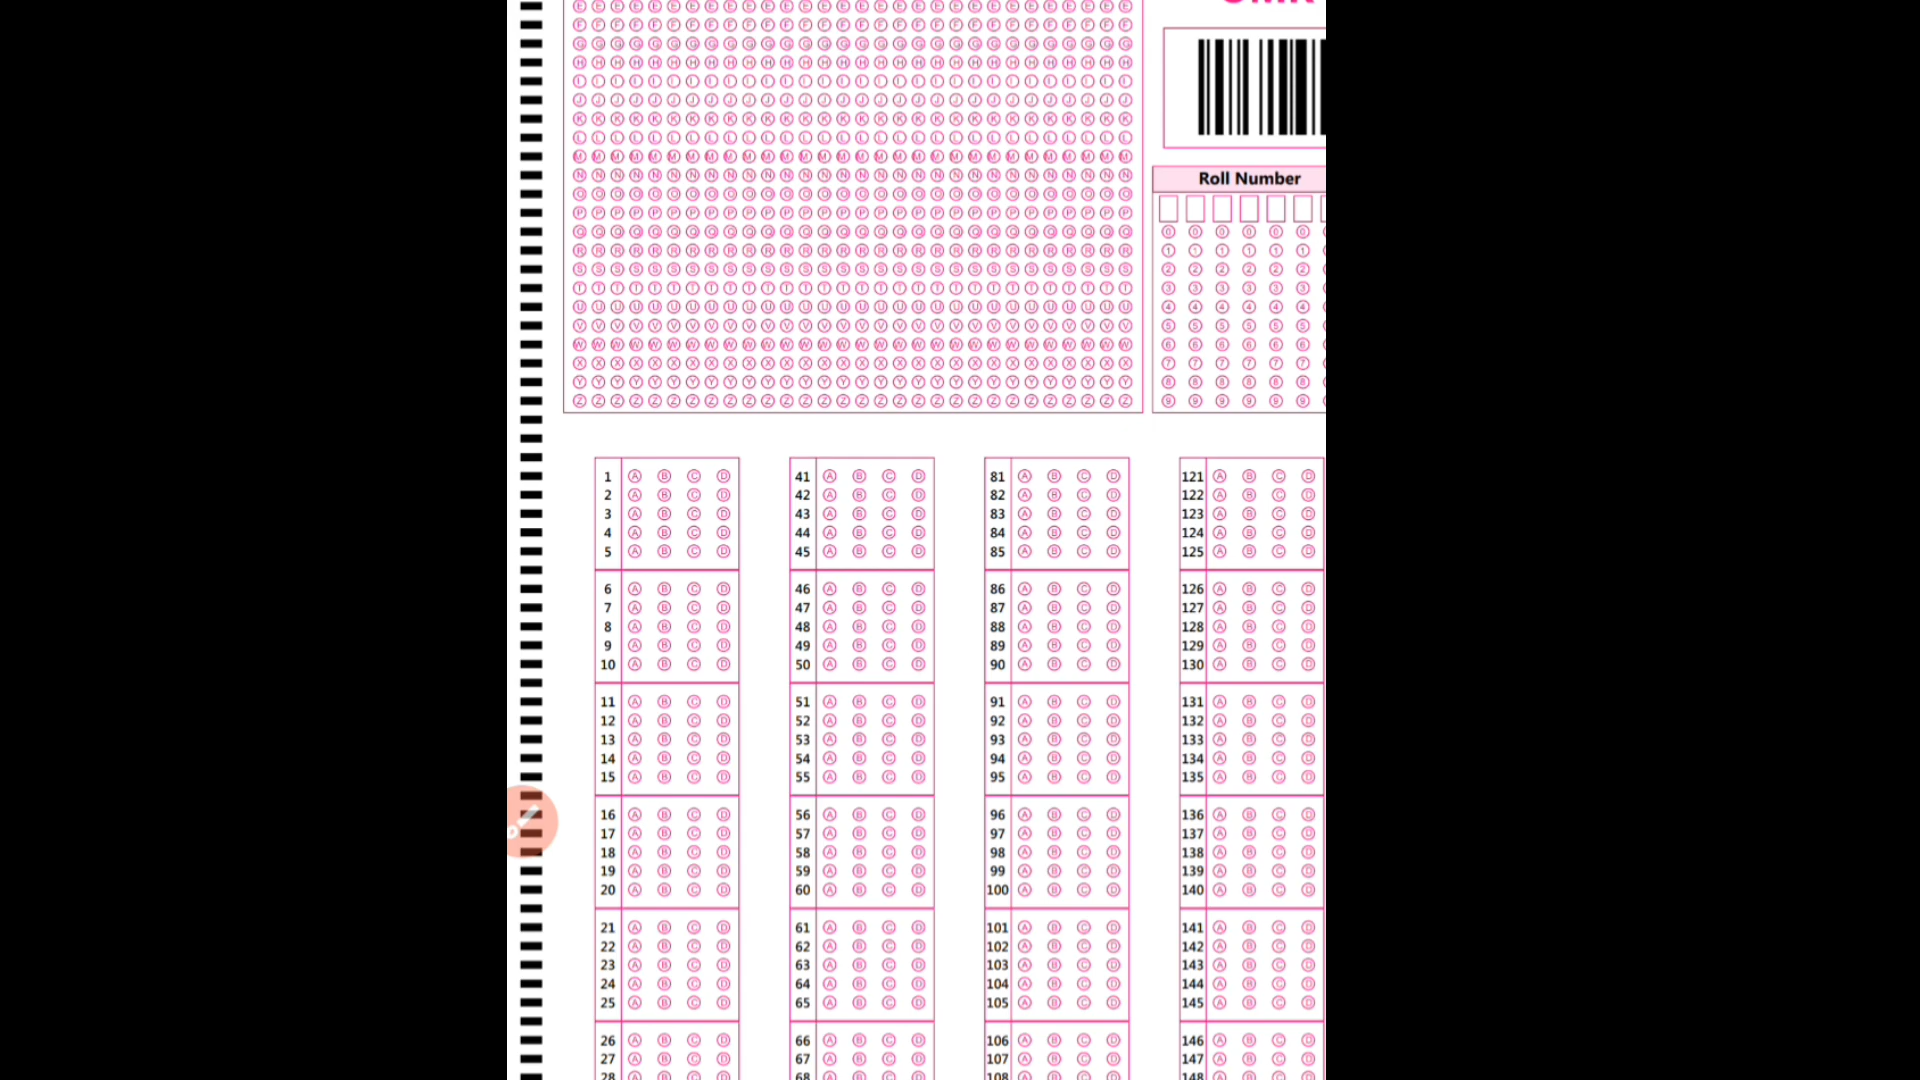 E E E E E E E E E E E E E E E E E E E E E E E E E E E E E E
F F F F F F F F F F F F F F F F F F F F F F F F F F F F F F
G G G G G G G G G G G G G G G G G G G G G G G G G G G G G G
H H H H H H H H H H H H H H H H H H H H H H H H H H H H H H
I I I I I I I I I I I I I I I I I I I I I I I I I I I I I I
J J J J J J J J J J J J J J J J J J J J J J J J J J J J J J
K K K K K K K K K K K K K K K K K K K K K K K K K K K K K K
L L L L L L L L L L L L L L L L L L L L L L L L L L L L L L
M M M M M M M M M M M M M M M M M M M M M M M M M M M M M M
N N N N N N N N N N N N N N N N N N N N N N N N N N N N N N
O O O O O O O O O O O O O O O O O O O O O O O O O O O O O O
P P P P P P P P P P P P P P P P P P P P P P P P P P P P P P
Q Q Q Q Q Q Q Q Q Q Q Q Q Q Q Q Q Q Q Q Q Q Q Q Q Q Q Q Q Q
R R R R R R R R R R R R R R R R R R R R R R R R R R R R R R
S S S S S S S S S S S S S S S S S S S S S S S S S S S S S S
T T T T T T T T T T T T T T T T T T T T T T T T T T T T T T
U U U U U U U U U U U U U U U U U U U U U U U U U U U U U U
V V V V V V V V V V V V V V V V V V V V V V V V V V V V V V
W W W W W W W W W W W W W W W W W W W W W W W W W W W W W W
X X X X X X X X X X X X X X X X X X X X X X X X X X X X X X
Y Y Y Y Y Y Y Y Y Y Y Y Y Y Y Y Y Y Y Y Y Y Y Y Y Y Y Y Y Y
Z Z Z Z Z Z Z Z Z Z Z Z Z Z Z Z Z Z Z Z Z Z Z Z Z Z Z Z Z Z
Roll Number
0 0 0 0 0 0
1 1 1 1 1 1
2 2 2 2 2 2
3 3 3 3 3 3
4 4 4 4 4 4
5 5 5 5 5 5
6 6 6 6 6 6
7 7 7 7 7 7
8 8 8 8 8 8
9 9 9 9 9 9
1 A B C D 41 A B C D 81 A B C D 121 A B C D
2 A B C D 42 A B C D 82 A B C D 122 A B C D
3 A B C D 43 A B C D 83 A B C D 123 A B C D
4 A B C D 44 A B C D 84 A B C D 124 A B C D
5 A B C D 45 A B C D 85 A B C D 125 A B C D
6 A B C D 46 A B C D 86 A B C D 126 A B C D
7 A B C D 47 A B C D 87 A B C D 127 A B C D
8 A B C D 48 A B C D 88 A B C D 128 A B C D
9 A B C D 49 A B C D 89 A B C D 129 A B C D
10 A B C D 50 A B C D 90 A B C D 130 A B C D
11 A B C D 51 A B C D 91 A B C D 131 A B C D
12 A B C D 52 A B C D 92 A B C D 132 A B C D
13 A B C D 53 A B C D 93 A B C D 133 A B C D
14 A B C D 54 A B C D 94 A B C D 134 A B C D
15 A B C D 55 A B C D 95 A B C D 135 A B C D
16 A B C D 56 A B C D 96 A B C D 136 A B C D
17 A B C D 57 A B C D 97 A B C D 137 A B C D
18 A B C D 58 A B C D 98 A B C D 138 A B C D
19 A B C D 59 A B C D 99 A B C D 139 A B C D
20 A B C D 60 A B C D 100 A B C D 140 A B C D
21 A B C D 61 A B C D 101 A B C D 141 A B C D
22 A B C D 62 A B C D 102 A B C D 142 A B C D
23 A B C D 63 A B C D 103 A B C D 143 A B C D
24 A B C D 64 A B C D 104 A B C D 144 A B C D
25 A B C D 65 A B C D 105 A B C D 145 A B C D
26 A B C D 66 A B C D 106 A B C D 146 A B C D
27 A B C D 67 A B C D 107 A B C D 147 A B C D
28 68 108 148